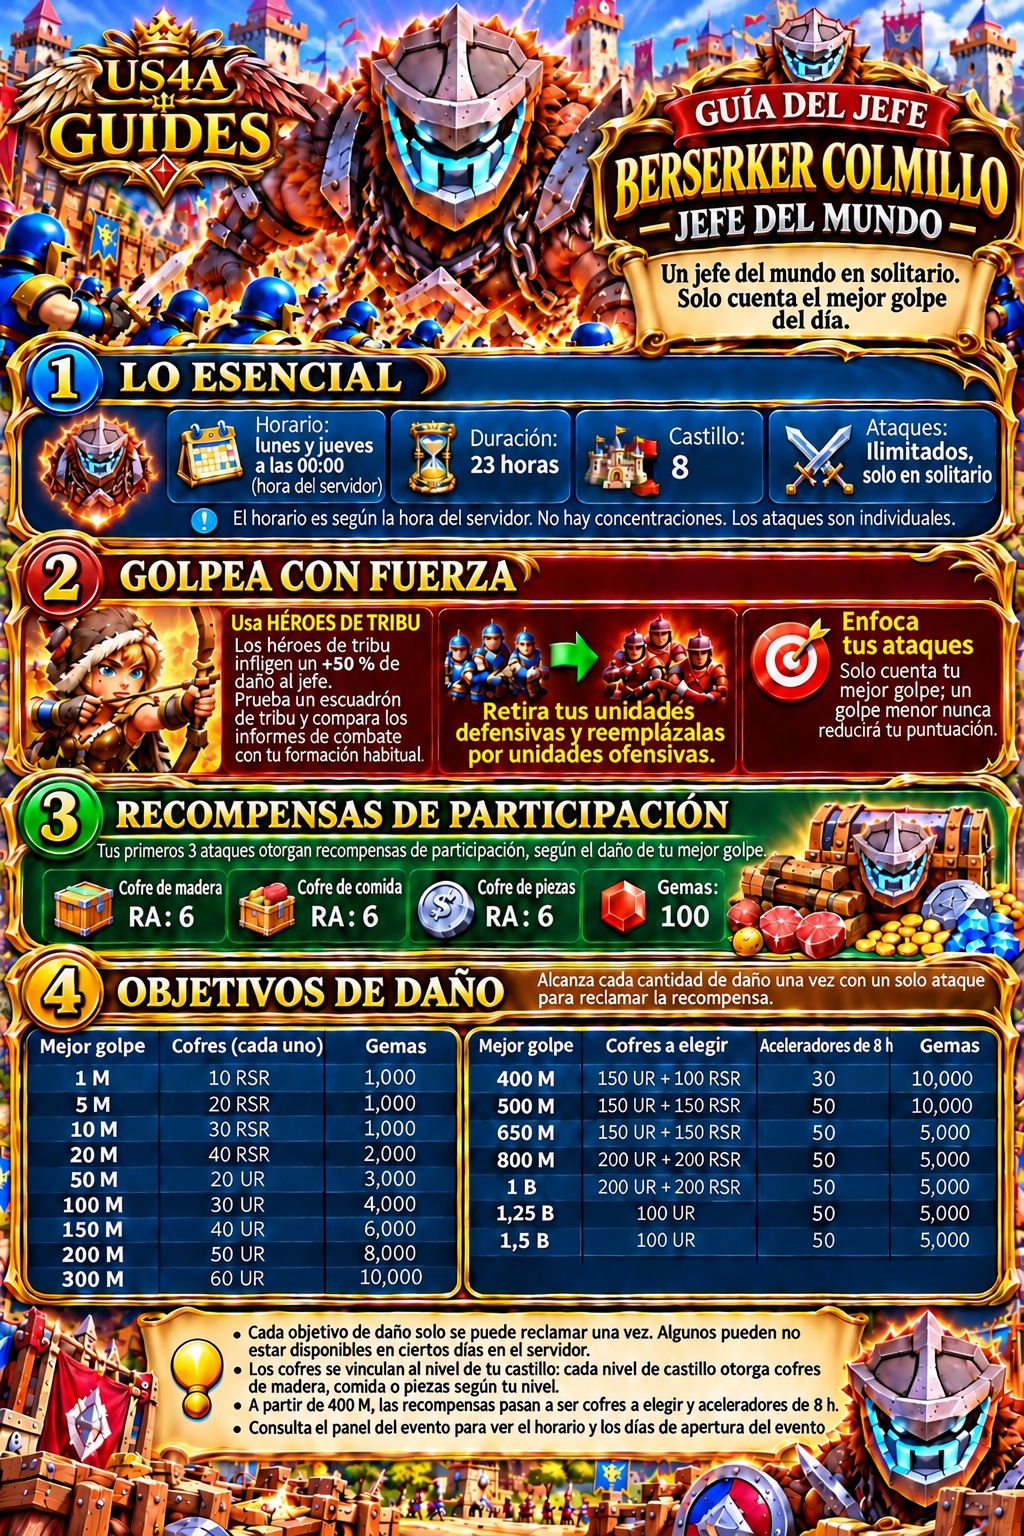 US4A
GUIDES
GUÍA DEL JEFE
BERSERKER COLMILLO
JEFE DEL MUNDO
Un jefe del mundo en solitario.
Solo cuenta el mejor golpe
del día.
1 LO ESENCIAL
Horario:
lunes y jueves
a las 00:00
(hora del servidor)
Duración:
23 horas
Castillo:
8
Ataques:
Ilimitados,
solo en solitario
! El horario es según la hora del servidor. No hay concentraciones. Los ataques son individuales.
2 GOLPEA CON FUERZA
Usa HÉROES DE TRIBU
Los héroes de tribu
infligen un +50 % de
daño al jefe.
Prueba un escuadrón
de tribu y compara los
informes de combate
con tu formación habitual.
Retira tus unidades
defensivas y reemplázalas
por unidades ofensivas.
Enfoca
tus ataques
Solo cuenta tu
mejor golpe; un
golpe menor nunca
reducirá tu puntuación.
3 RECOMPENSAS DE PARTICIPACIÓN
Tus primeros 3 ataques otorgan recompensas de participación, según el daño de tu mejor golpe.
Cofre de madera
RA: 6
Cofre de comida
RA: 6
$
Cofre de piezas
RA: 6
Gemas:
100
4 OBJETIVOS DE DAÑO
Alcanza cada cantidad de daño una vez con un solo ataque
para reclamar la recompensa.
Mejor golpe Cofres (cada uno) Gemas
1 M 10 RSR 1,000
5 M 20 RSR 1,000
10 M 30 RSR 1,000
20 M 40 RSR 2,000
50 M 20 UR 3,000
100 M 30 UR 4,000
150 M 40 UR 6,000
200 M 50 UR 8,000
300 M 60 UR 10,000
Mejor golpe Cofres a elegir Aceleradores de 8 h Gemas
400 M 150 UR + 100 RSR 30 10,000
500 M 150 UR + 150 RSR 50 10,000
650 M 150 UR + 150 RSR 50 5,000
800 M 200 UR + 200 RSR 50 5,000
1 B 200 UR + 200 RSR 50 5,000
1,25 B 100 UR 50 5,000
1,5 B 100 UR 50 5,000
• Cada objetivo de daño solo se puede reclamar una vez. Algunos pueden no
estar disponibles en ciertos días en el servidor.
• Los cofres se vinculan al nivel de tu castillo: cada nivel de castillo otorga cofres
de madera, comida o piezas según tu nivel.
• A partir de 400 M, las recompensas pasan a ser cofres a elegir y aceleradores de 8 h.
• Consulta el panel del evento para ver el horario y los días de apertura del evento